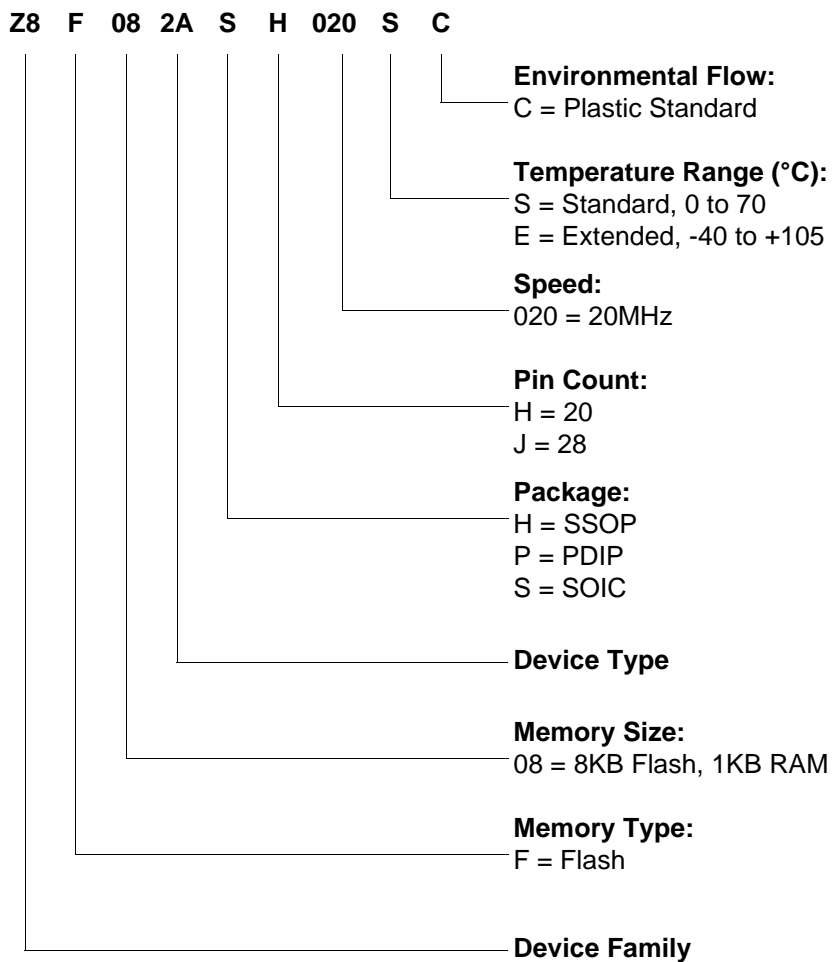 Z8 F 08 2A S H 020 S C
Environmental Flow:
C = Plastic Standard
Temperature Range (°C):
S = Standard, 0 to 70
E = Extended, -40 to +105
Speed:
020 = 20MHz
Pin Count:
H = 20
J = 28
Package:
H = SSOP
P = PDIP
S = SOIC
Device Type
Memory Size:
08 = 8KB Flash, 1KB RAM
Memory Type:
F = Flash
Device Family